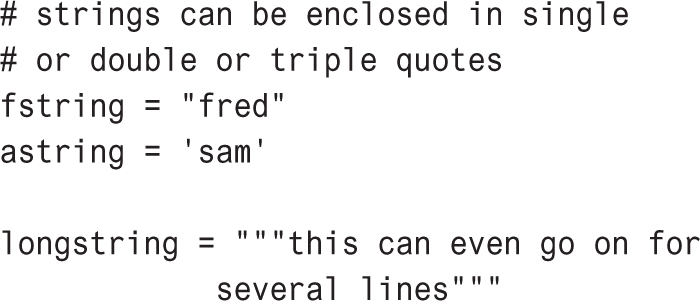 # strings can be enclosed in single
# or double or triple quotes
fstring = "fred"
astring = 'sam'

longstring = """this can even go on for
            several lines"""